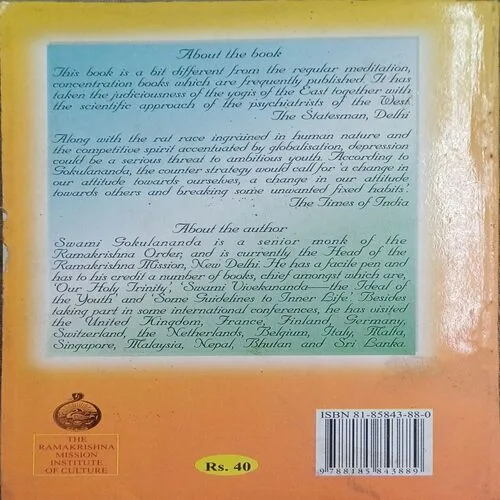 About the book
This book is a bit different from the regular meditation,
concentration books which are frequently published. It has
taken the judiciousness of the yogis of the East together with
the scientific approach of the psychiatrists of the West.
The Statesman, Delhi
Along with the rat race ingrained in human nature and
the competitive spirit accentuated by globalisation, depression
could be a serious threat to ambitious youth. According to
Gokulananda, the counter strategy would call for 'a change in
our attitude towards ourselves, a change in our attitude
towards others and breaking some unwanted fixed habits'.
The Times of India
About the author
Swami Gokulananda is a senior monk of the
Ramakrishna Order, and is currently the Head of the
Ramakrishna Mission, New Delhi. He has a facile pen and
has to his credit a number of books, chief amongst which are,
'Our Holy Trinity', 'Swami Vivekananda—the Ideal of
the Youth' and 'Some Guidelines to Inner Life'. Besides
taking part in some international conferences, he has visited
the United Kingdom, France, Finland, Germany,
Switzerland, the Netherlands, Belgium, Italy, Malta,
Singapore, Malaysia, Nepal, Bhutan and Sri Lanka.
THE
RAMAKRISHNA
MISSION
INSTITUTE
OF CULTURE
Rs. 40
ISBN 81-85843-88-0
9788185843889